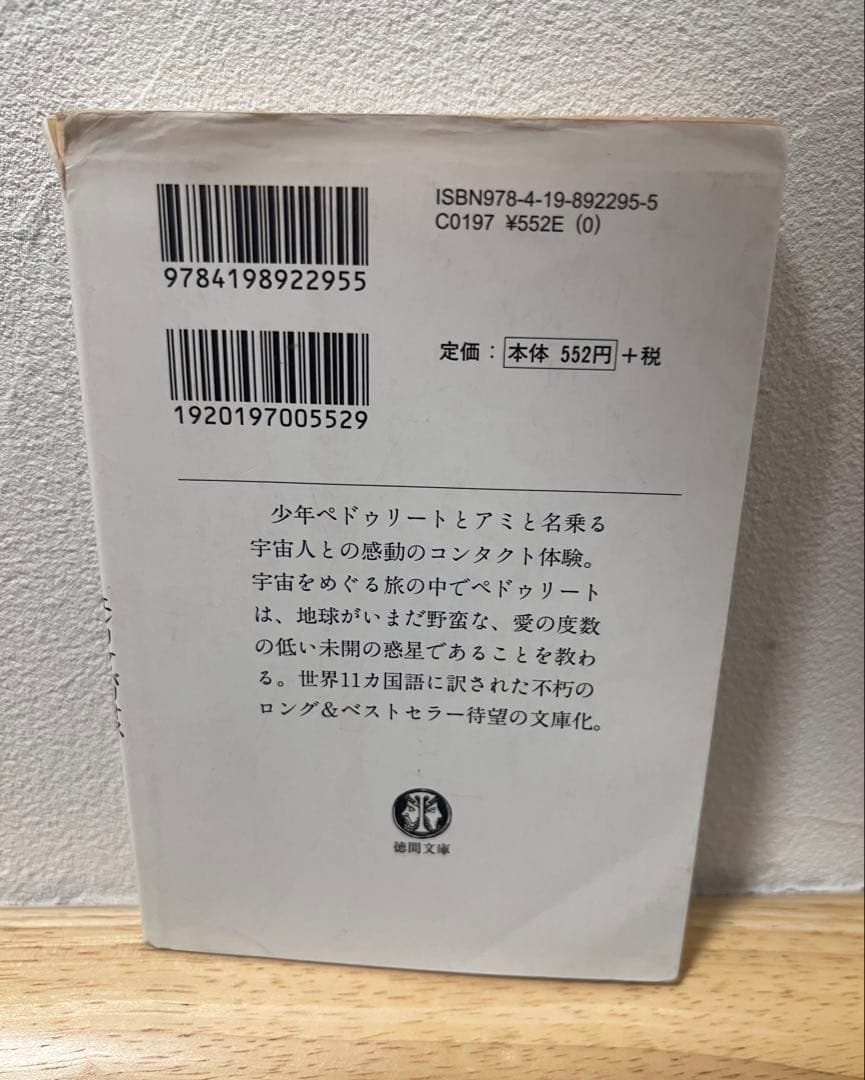 ISBN978-4-19-892295-5
C0197 ¥552E (0)
9784198922955
定価：本体 552円+税
1920197005529
少年ペドゥリートとアミと名乗る
宇宙人との感動のコンタクト体験。
宇宙をめぐる旅の中でペドゥリート
は、地球がいまだ野蛮な、愛の度数
の低い未開の惑星であることを教わ
る。世界11カ国語に訳された不朽の
ロング&ベストセラー待望の文庫化。
徳間文庫